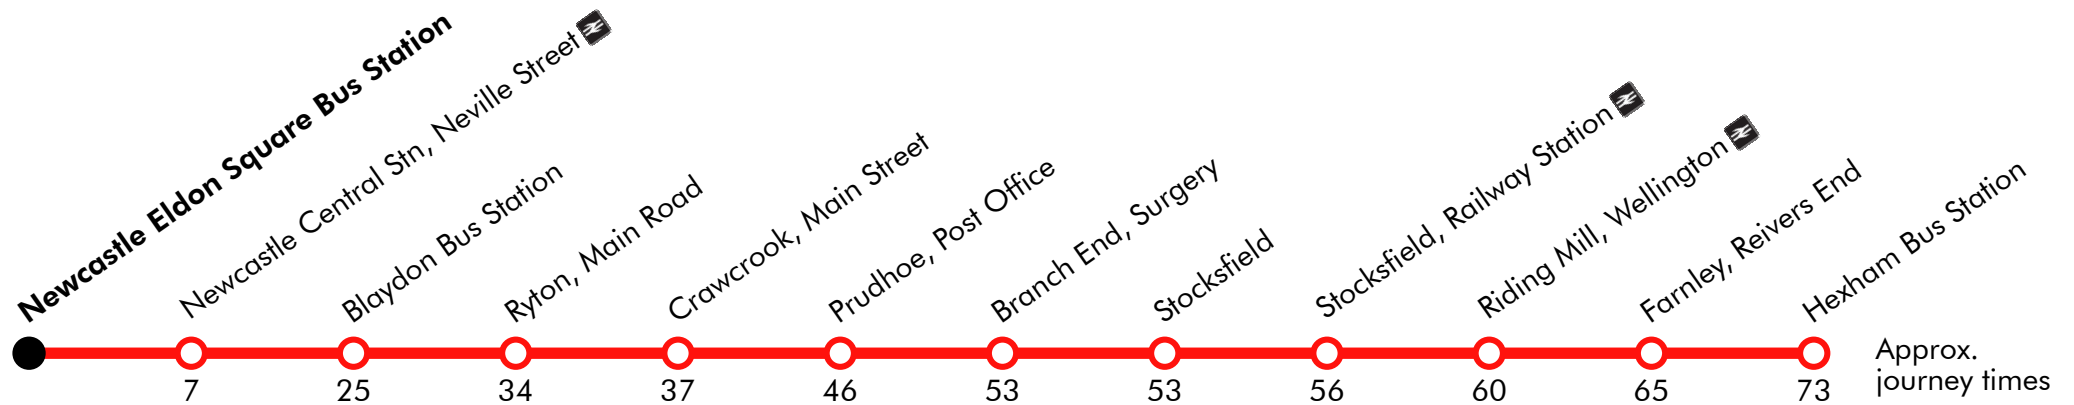 Newcastle Eldon Square Bus Station
Newcastle Central Stn, Neville Street
Blaydon Bus Station
Ryton, Main Road
Crawcrook, Main Street
Prudhoe, Post Office
Branch End, Surgery
Stocksfield
Stocksfield, Railway Station
Riding Mill, Wellington
Farnley, Reivers End
Hexham Bus Station
7 25 34 37 46 53 53 56 60 65 73
Approx.
journey times